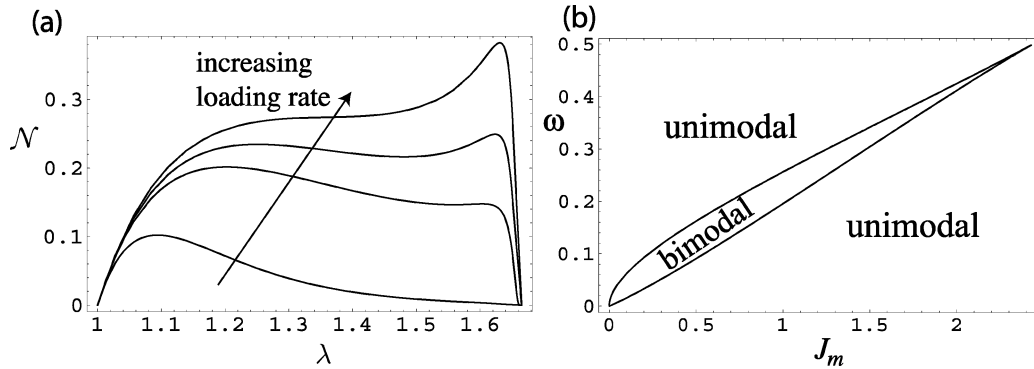 (a)
increasing
loading rate
𝒩
0.3
0.2
0.1
0
1 1.1 1.2 1.3 1.4 1.5 1.6
λ
(b)
0.5
0.4
ω
0.3
0.2
0.1
0
unimodal
bimodal
unimodal
0 0.5 1 1.5 2
J_m